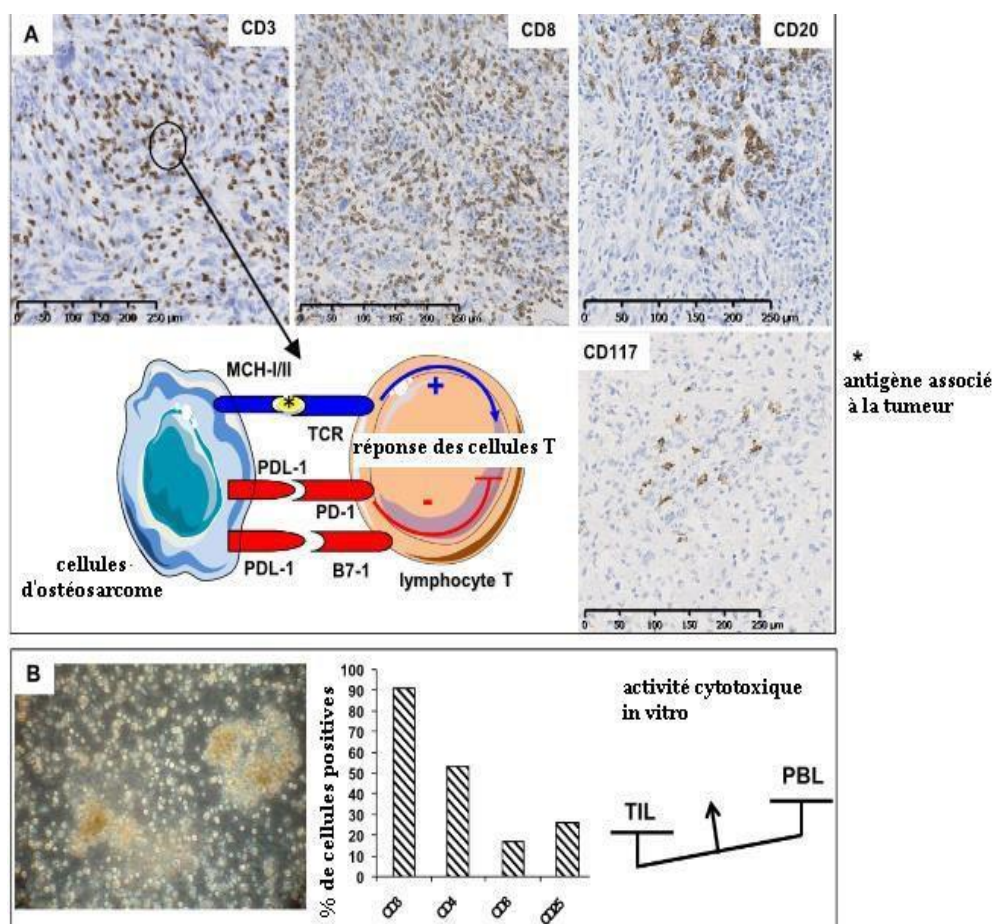 A
CD3
CD8
CD20
0 50 100 150 200 250 µm
0 50 100 150 200 250 µm
0 50 100 150 200 250 µm
MCH-I/II
*
TCR
+
réponse des cellules T
PDL-1
PD-1
-
PDL-1
B7-1
cellules
d'ostéosarcome
lymphocyte T
CD117
0 50 100 150 200 250 µm
*
antigène associé
à la tumeur
B
% de cellules positives
100
90
80
70
60
50
40
30
20
10
0
CD3
CD4
CD8
CD25
activité cytotoxique
in vitro
TIL
PBL